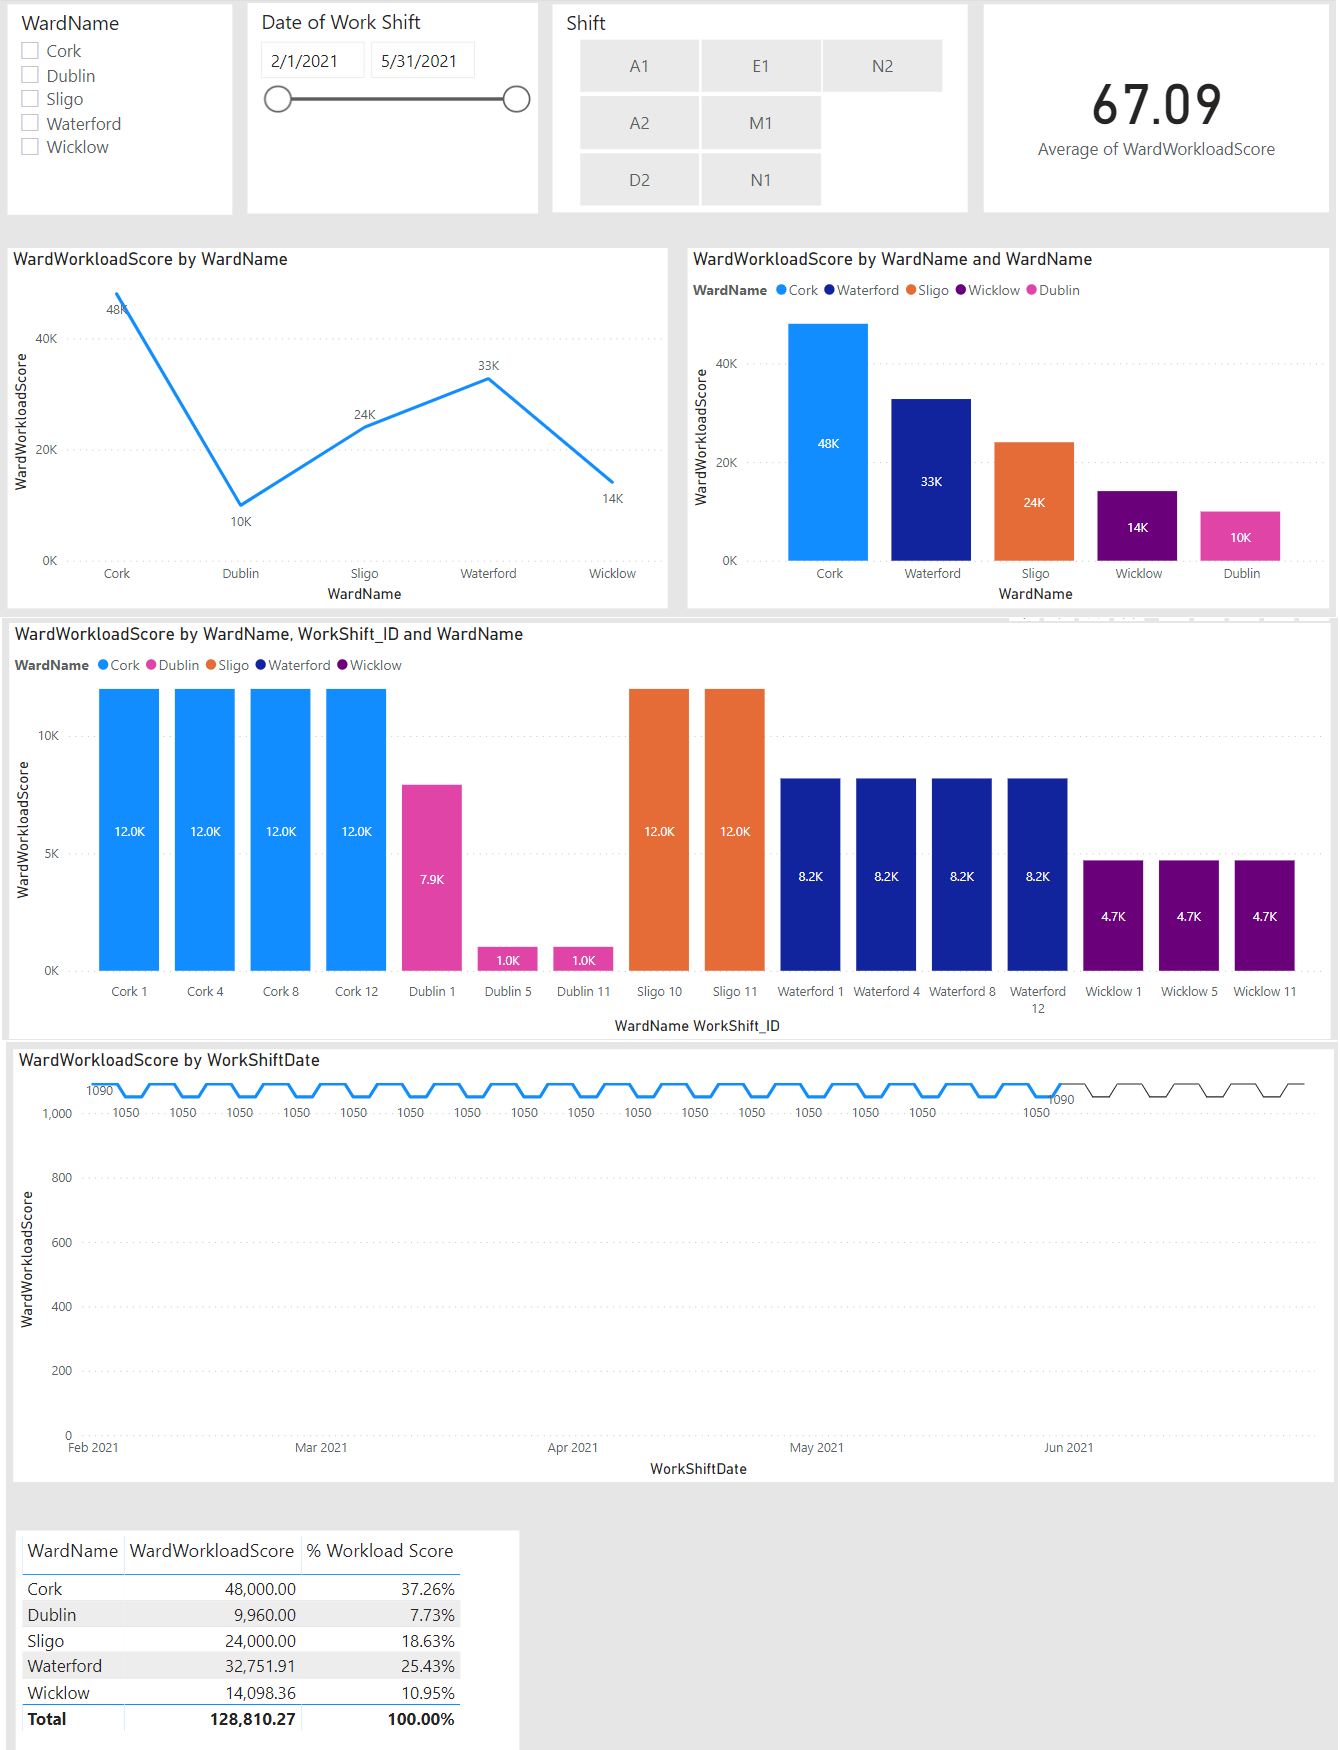 WardName
Cork
Dublin
Sligo
Waterford
Wicklow
Date of Work Shift
2/1/2021 5/31/2021
Shift
A1 E1 N2
A2 M1
D2 N1
67.09
Average of WardWorkloadScore
WardWorkloadScore by WardName
WardWorkloadScore
40K
20K
0K
48K
10K
24K
33K
14K
Cork Dublin Sligo Waterford Wicklow
WardName
WardWorkloadScore by WardName and WardName
WardName Cork Waterford Sligo Wicklow Dublin
WardWorkloadScore
40K
20K
0K
48K
33K
24K
14K
10K
Cork Waterford Sligo Wicklow Dublin
WardName
WardWorkloadScore by WardName, WorkShift_ID and WardName
WardName Cork Dublin Sligo Waterford Wicklow
WardWorkloadScore
10K
5K
0K
12.0K 12.0K 12.0K 12.0K 7.9K 1.0K 1.0K 12.0K 12.0K 8.2K 8.2K 8.2K 8.2K 4.7K 4.7K 4.7K
Cork 1 Cork 4 Cork 8 Cork 12 Dublin 1 Dublin 5 Dublin 11 Sligo 10 Sligo 11 Waterford 1 Waterford 4 Waterford 8 Waterford 12 Wicklow 1 Wicklow 5 Wicklow 11
WardName WorkShift_ID
WardWorkloadScore by WorkShiftDate
WardWorkloadScore
1090
1050 1050 1050 1050 1050 1050 1050 1050 1050 1050 1050 1050 1050 1050 1050 1050
1090
1,000
800
600
400
200
0
Feb 2021 Mar 2021 Apr 2021 May 2021 Jun 2021
WorkShiftDate
WardName WardWorkloadScore % Workload Score
Cork 48,000.00 37.26%
Dublin 9,960.00 7.73%
Sligo 24,000.00 18.63%
Waterford 32,751.91 25.43%
Wicklow 14,098.36 10.95%
Total 128,810.27 100.00%